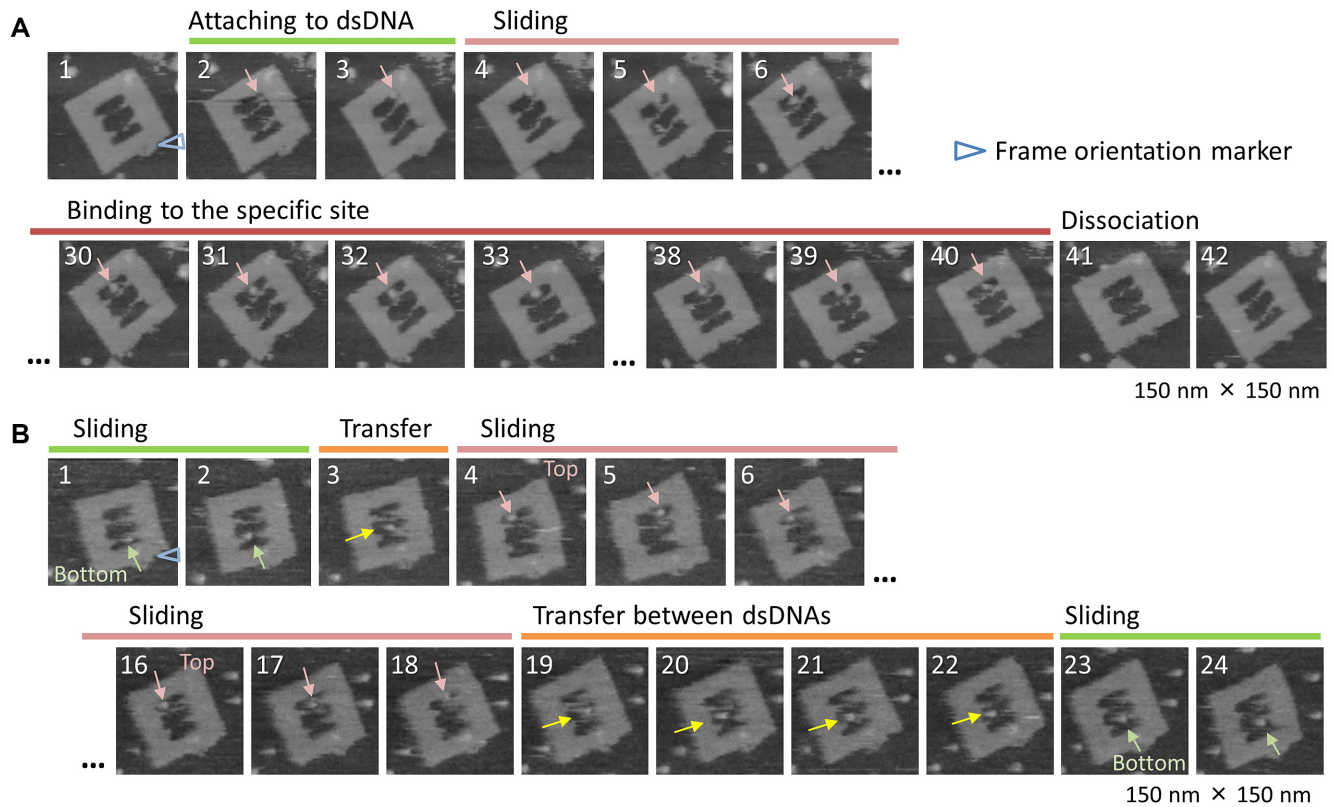 A
Attaching to dsDNA Sliding
1 2 3 4 5 6
Frame orientation marker
...
Binding to the specific site
Dissociation
30 31 32 33 38 39 40 41 42
... ...
150 nm × 150 nm
B
Sliding Transfer Sliding
1 2 3 4 Top 5 6
Bottom
...
Sliding Transfer between dsDNAs Sliding
16 Top 17 18 19 20 21 22 23 24
Bottom
...
150 nm × 150 nm